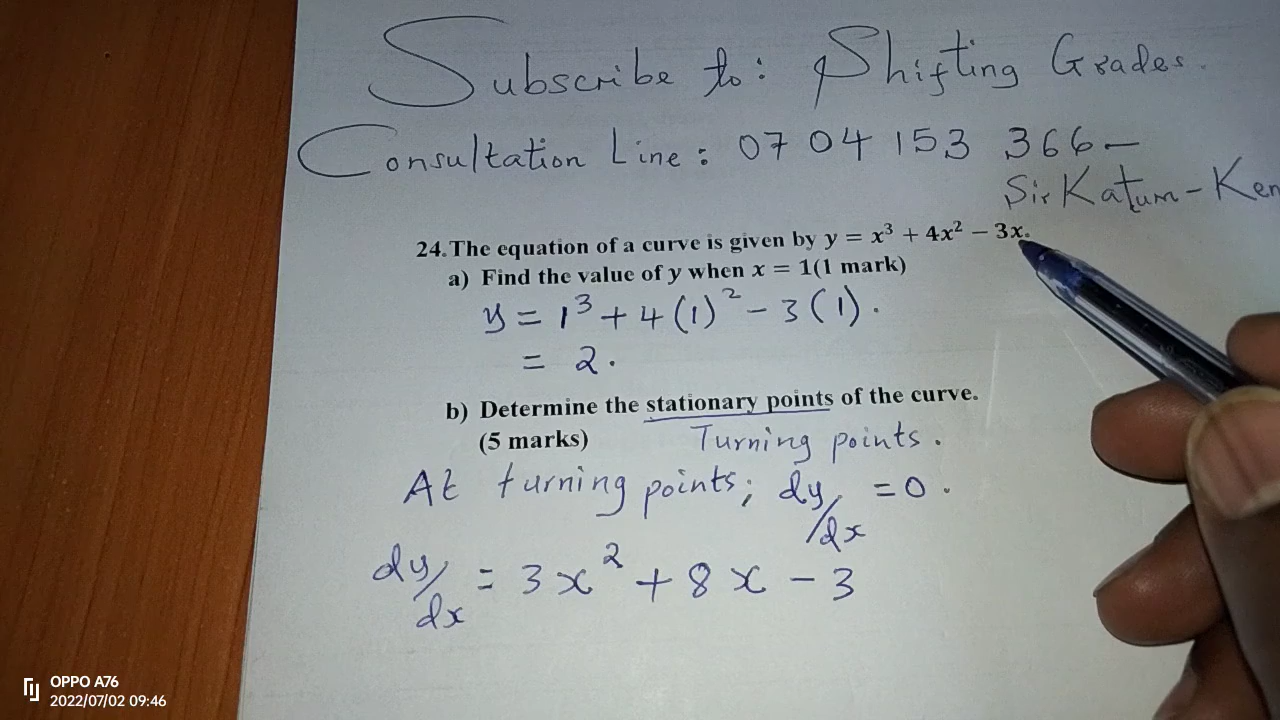 Subscribe to: Shifting Grades.
Consultation Line: 0704 153 366 –
Sir Katum - Ken
24. The equation of a curve is given by y = x³ + 4x² − 3x.
a) Find the value of y when x = 1(1 mark)
y = 1³ + 4(1)² − 3(1).
= 2.
b) Determine the stationary points of the curve.
(5 marks) Turning points.
At turning points; dy/dx = 0.
dy/dx = 3x² + 8x − 3
OPPO A76
2022/07/02 09:46